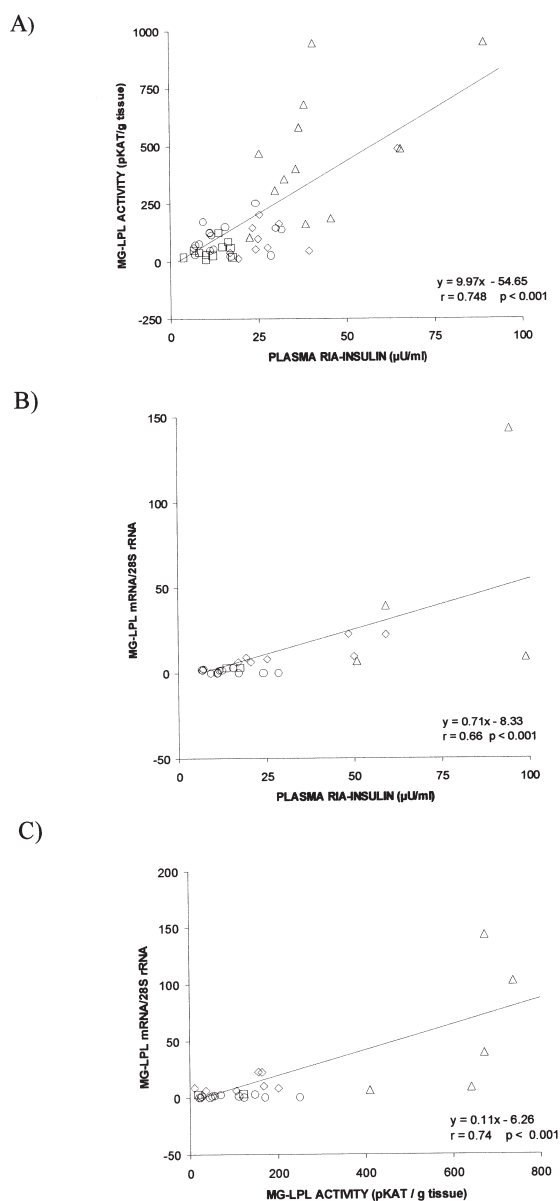 A)
1000
750
500
250
0
-250
MG-LPL ACTIVITY (pKAT/g tissue)
y = 9.97x - 54.65
r = 0.748 p < 0.001
0 25 50 75 100
PLASMA RIA-INSULIN (µU/ml)
B)
150
100
50
0
-50
MG-LPL mRNA/28S rRNA
y = 0.71x - 8.33
r = 0.66 p < 0.001
0 25 50 75 100
PLASMA RIA-INSULIN (µU/ml)
C)
200
150
100
50
0
-50
MG-LPL mRNA/28S rRNA
y = 0.11x - 6.26
r = 0.74 p < 0.001
0 200 400 600 800
MG-LPL ACTIVITY (pKAT / g tissue)